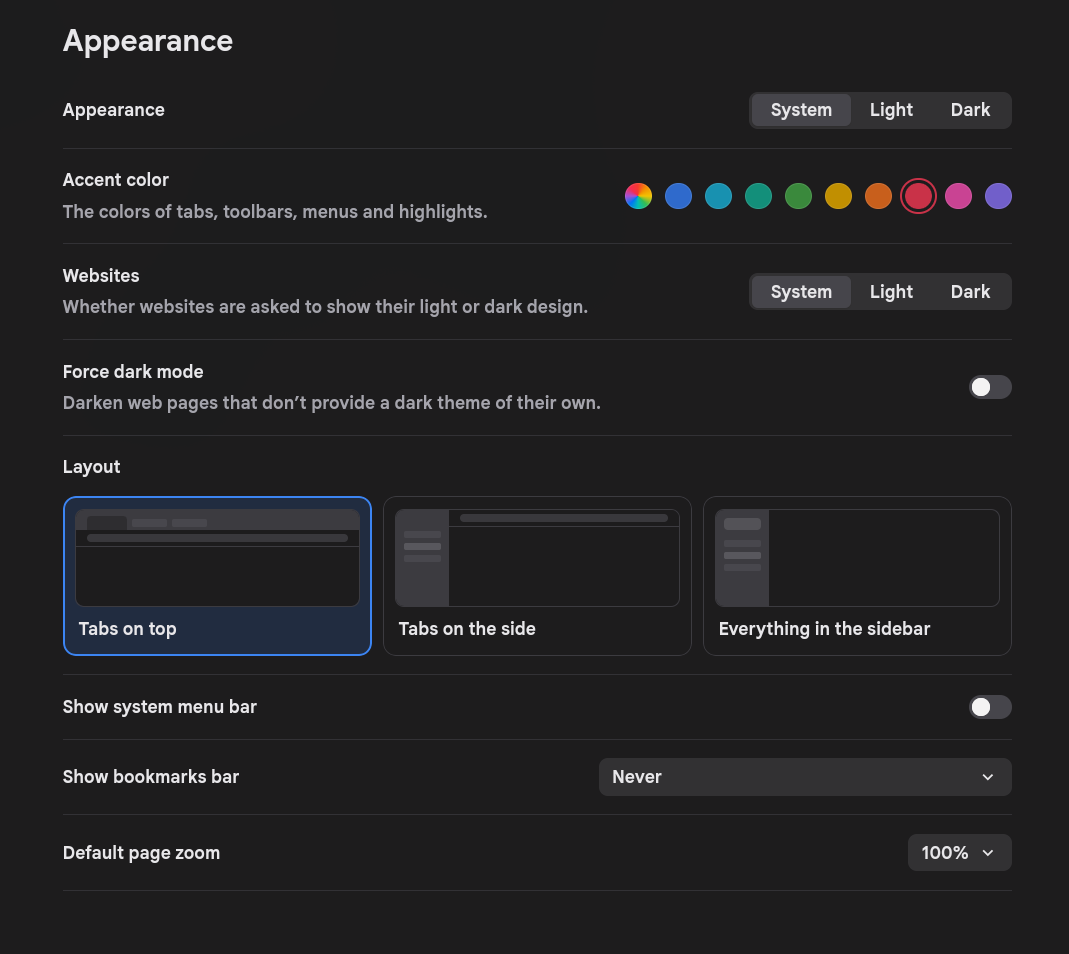 Appearance
Appearance
System Light Dark
Accent color
The colors of tabs, toolbars, menus and highlights.
Websites
Whether websites are asked to show their light or dark design.
System Light Dark
Force dark mode
Darken web pages that don’t provide a dark theme of their own.
Layout
Tabs on top
Tabs on the side
Everything in the sidebar
Show system menu bar
Show bookmarks bar
Never
Default page zoom
100%